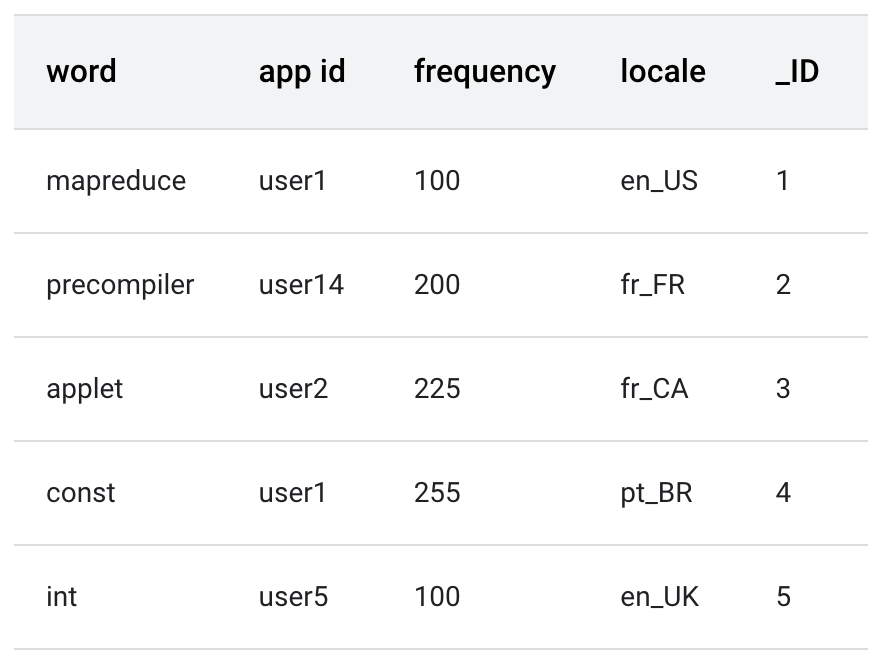 word app id frequency locale _ID
mapreduce user1 100 en_US 1
precompiler user14 200 fr_FR 2
applet user2 225 fr_CA 3
const user1 255 pt_BR 4
int user5 100 en_UK 5